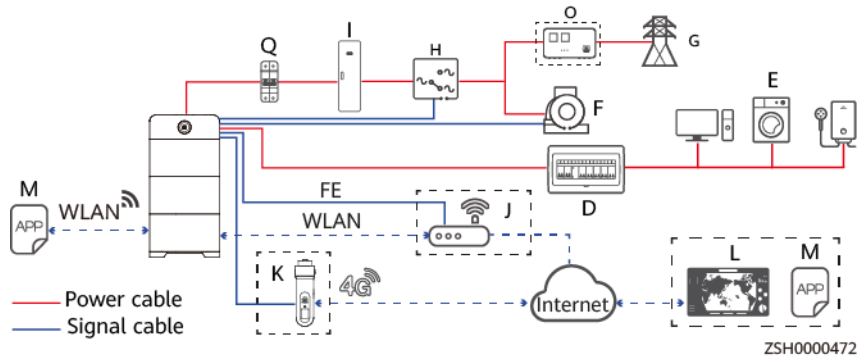 O
Q
I
H
G
E
F
D
M
FE
J
WLAN
WLAN
APP
K
4G
L
M
Internet
APP
Power cable
Signal cable
ZSH0000472